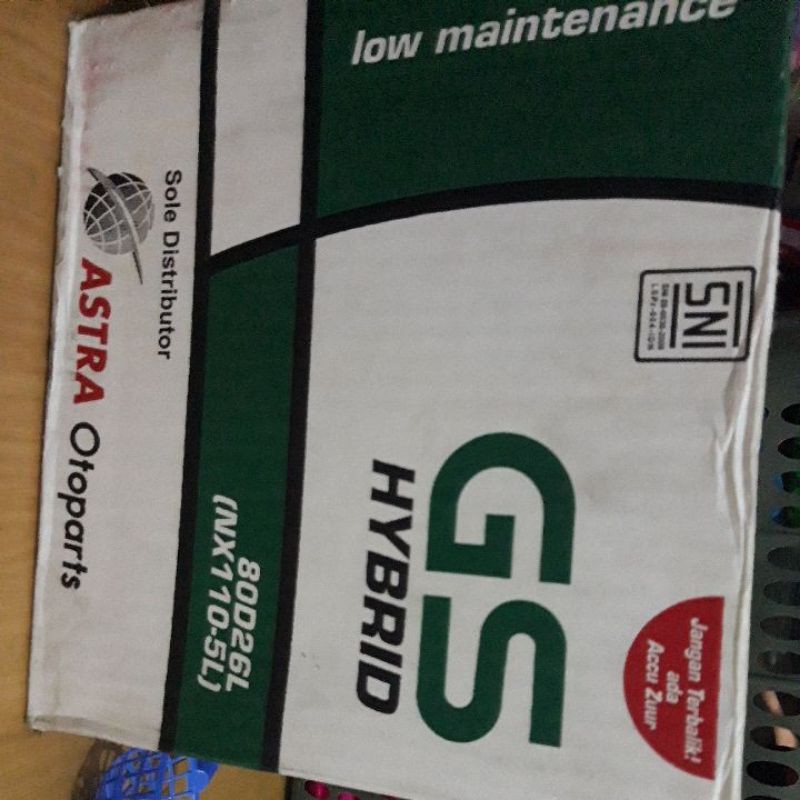 low maintenance
SNI
GS
HYBRID
Jangan Terbalik!
ada
Accu Zuur
80D26L
(NX110-5L)
Sole Distributor
ASTRA Otoparts